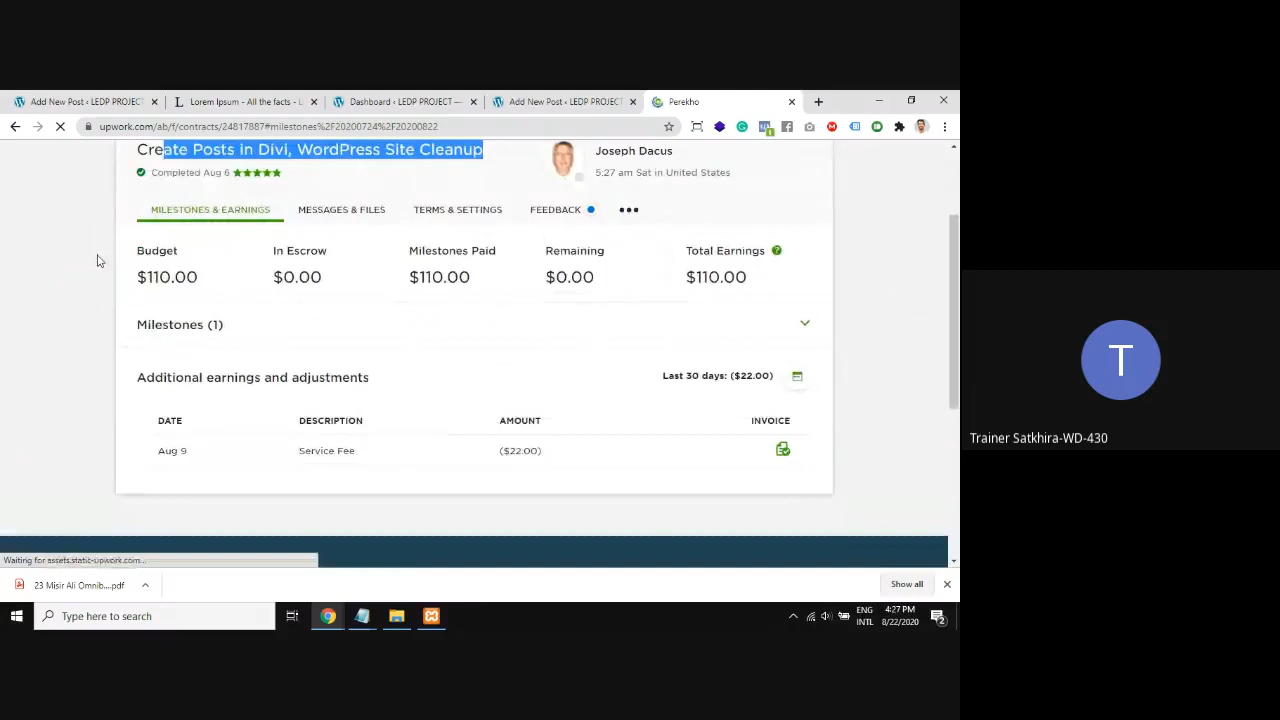 Add New Post ‹ LEDP PROJECT
Lorem Ipsum - All the facts - L
Dashboard ‹ LEDP PROJECT —
Add New Post ‹ LEDP PROJECT
Perekho
upwork.com/ab/f/contracts/24817887#milestones%2F20200724%2F20200822
Create Posts in Divi, WordPress Site Cleanup
Joseph Dacus
Completed Aug 6
5:27 am Sat in United States
MILESTONES & EARNINGS
MESSAGES & FILES
TERMS & SETTINGS
FEEDBACK
Budget
In Escrow
Milestones Paid
Remaining
Total Earnings
$110.00
$0.00
$110.00
$0.00
$110.00
Milestones (1)
Additional earnings and adjustments
Last 30 days: ($22.00)
DATE
DESCRIPTION
AMOUNT
INVOICE
Aug 9
Service Fee
($22.00)
Waiting for assets.static-upwork.com...
23 Misir Ali Omnib....pdf
Show all
Type here to search
ENG
INTL
4:27 PM
8/22/2020
2
T
Trainer Satkhira-WD-430